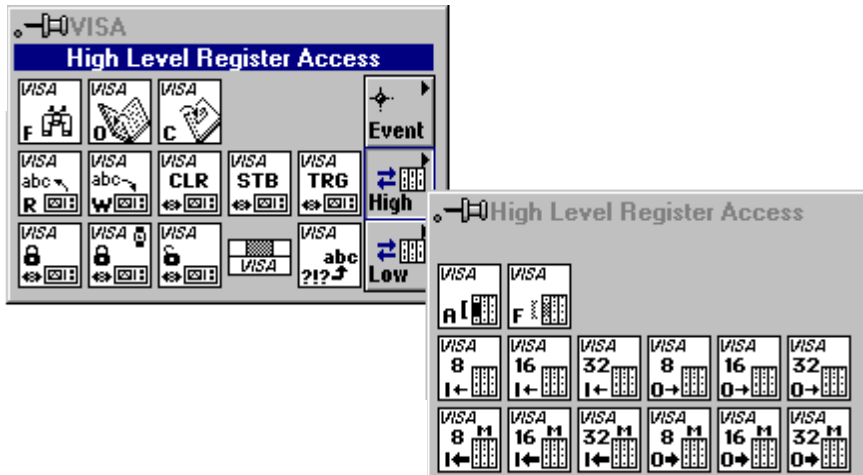 VISA
High Level Register Access
VISA VISA VISA
F O C
Event
VISA VISA VISA VISA VISA
abc abc CLR STB TRG
R W
High
VISA VISA VISA VISA VISA
abc
?!?
Low
High Level Register Access
VISA VISA
A F
VISA VISA VISA VISA VISA VISA
8 16 32 8 16 32
I← I← I← O→ O→ O→
VISA VISA VISA VISA VISA VISA
8 M 16 M 32 M 8 M 16 M 32 M
I← I← I← O→ O→ O→